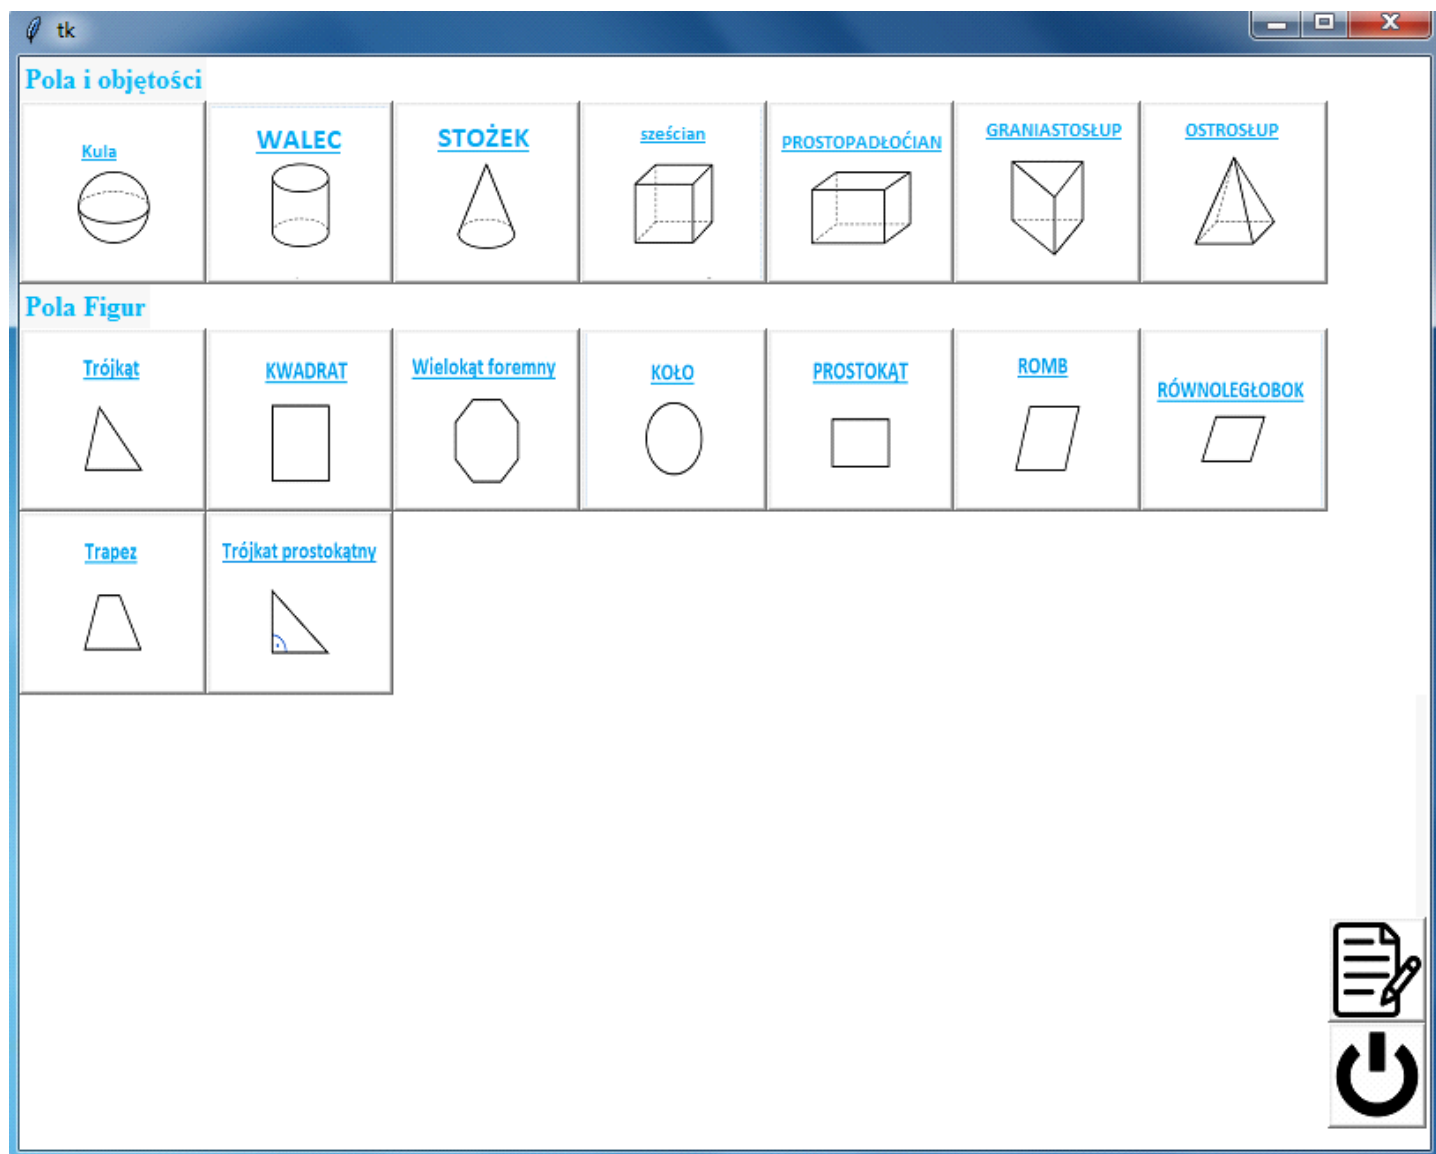 tk
Pola i objętości
Kula
WALEC
STOŻEK
sześcian
PROSTOPADŁOĆIAN
GRANIASTOSŁUP
OSTROSŁUP
Pola Figur
Trójkąt
KWADRAT
Wielokąt foremny
KOŁO
PROSTOKĄT
ROMB
RÓWNOLEGŁOBOK
Trapez
Trójkat prostokątny